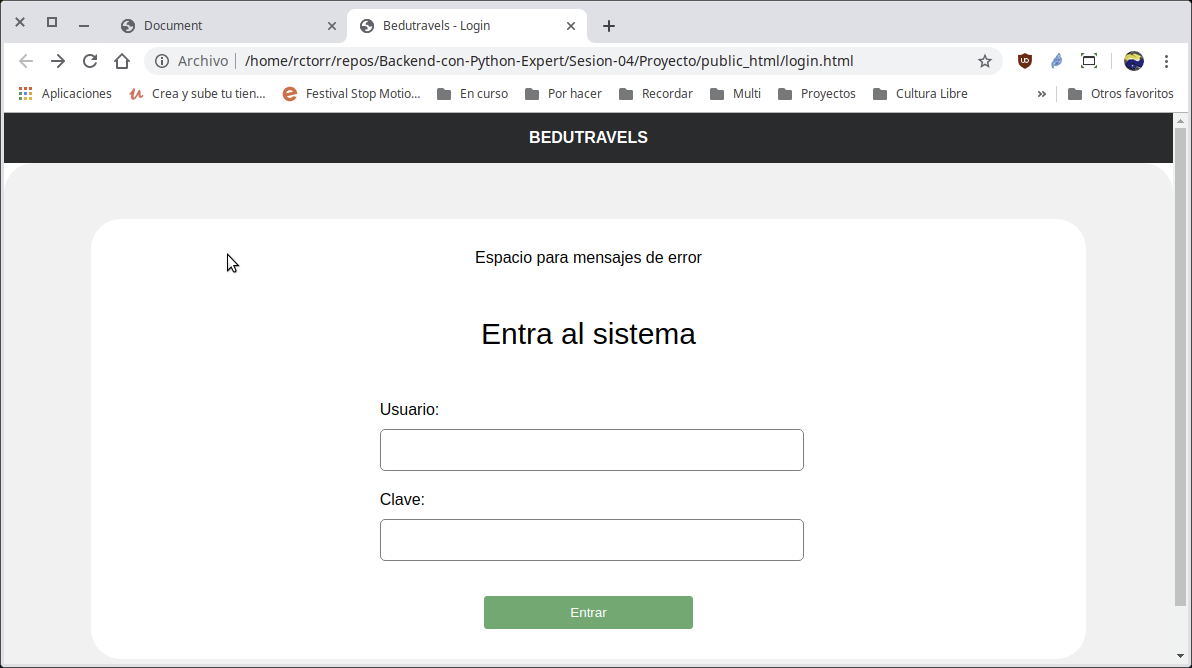 Document
Bedutravels - Login
Archivo /home/rctorr/repos/Backend-con-Python-Expert/Sesion-04/Proyecto/public_html/login.html
Aplicaciones Crea y sube tu tien... Festival Stop Motio... En curso Por hacer Recordar Multi Proyectos Cultura Libre » Otros favoritos
BEDUTRAVELS
Espacio para mensajes de error
Entra al sistema
Usuario:
Clave:
Entrar